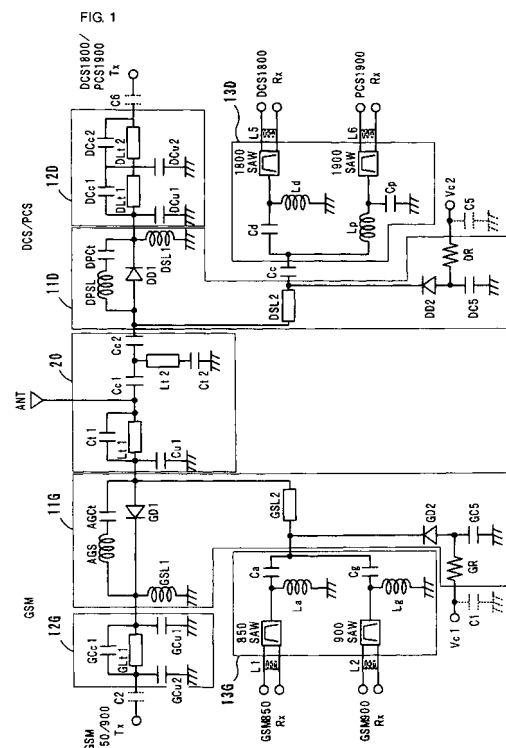 FIG. 1
DCS1800/
PCS1900
Tx
C6
12D
DCc2
DLt2
DCu2
DCc1
DLt1
DCu1
DCS/PCS
11D
DPCt
DPSL
DD1
DSL1
DSL2
13D
DCS1800
Rx
L5
1800
SAW
Ld
Cd
PCS1900
Rx
L6
1900
SAW
Cp
Lp
Cc
Vc2
C5
DR
DD2
DC5
20
ANT
Cc2
Cc1
Lt2
Ct2
Ct1
Lt1
Cu1
11G
AGCt
AGS
GD1
GSL1
GSL2
GD2
GC5
GR
Vc1
C1
GSM
12G
GCc1
GLt1
GCu1
GCu2
C2
GSM
50/900
Tx
13G
850
SAW
Ca
La
L1
GSM850
Rx
900
SAW
Cg
Lg
L2
GSM900
Rx